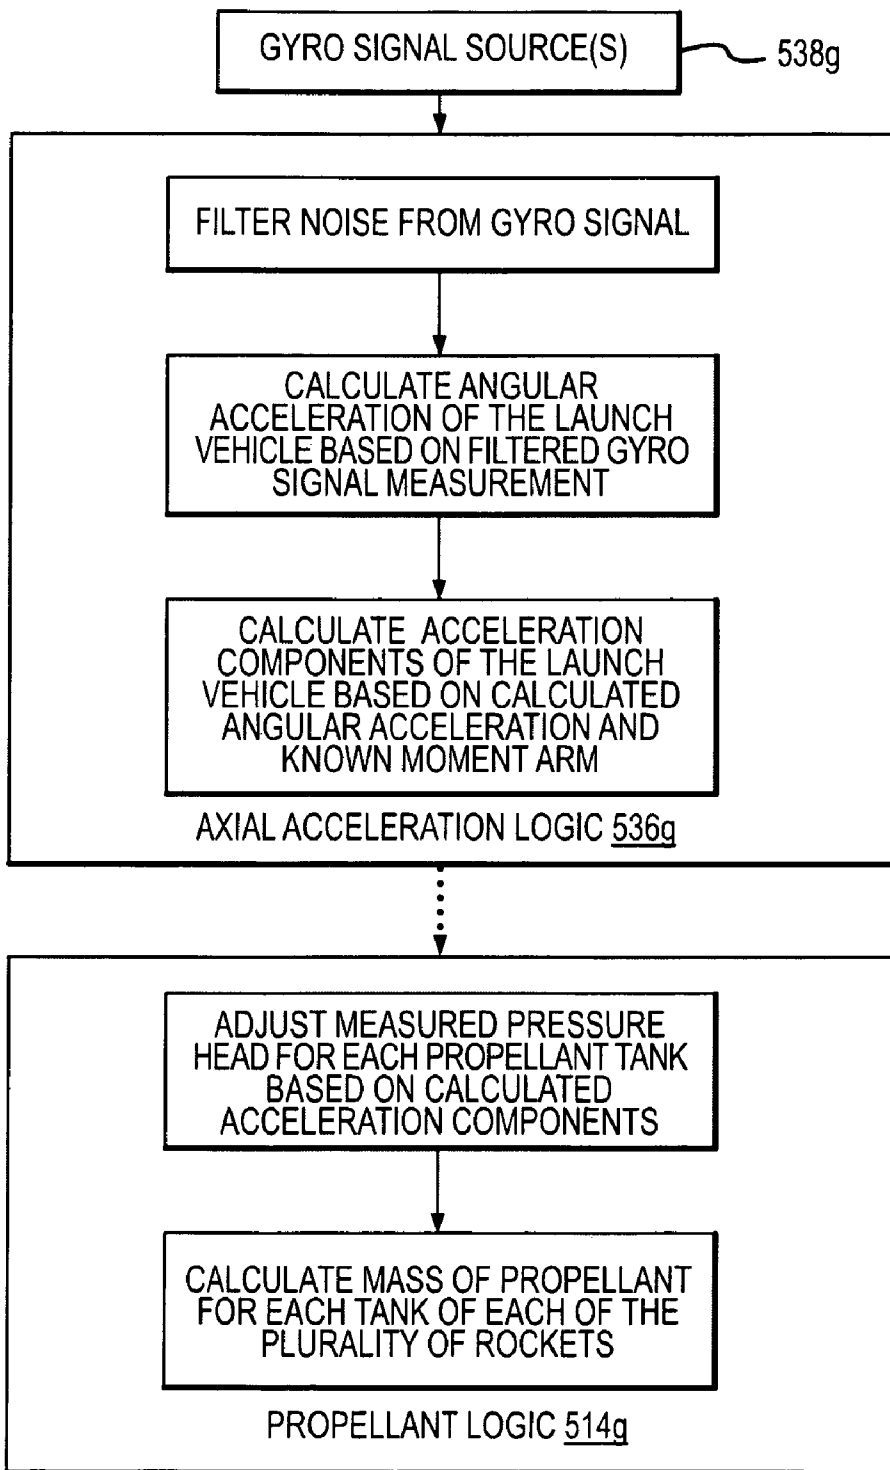 GYRO SIGNAL SOURCE(S)
538g
FILTER NOISE FROM GYRO SIGNAL
CALCULATE ANGULAR
ACCELERATION OF THE LAUNCH
VEHICLE BASED ON FILTERED GYRO
SIGNAL MEASUREMENT
CALCULATE ACCELERATION
COMPONENTS OF THE LAUNCH
VEHICLE BASED ON CALCULATED
ANGULAR ACCELERATION AND
KNOWN MOMENT ARM
AXIAL ACCELERATION LOGIC 536g
ADJUST MEASURED PRESSURE
HEAD FOR EACH PROPELLANT TANK
BASED ON CALCULATED
ACCELERATION COMPONENTS
CALCULATE MASS OF PROPELLANT
FOR EACH TANK OF EACH OF THE
PLURALITY OF ROCKETS
PROPELLANT LOGIC 514g